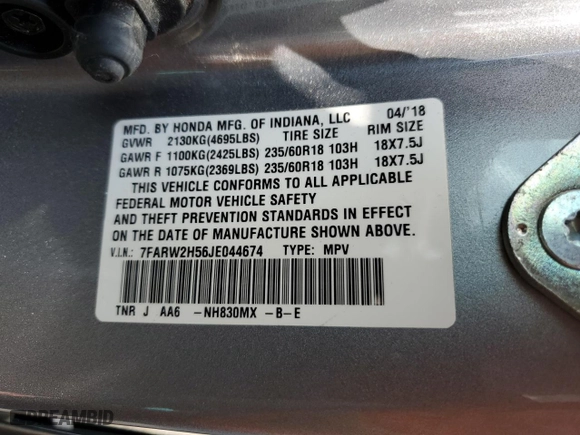 MFD. BY HONDA MFG. OF INDIANA, LLC 04/'18
GVWR 2130KG(4695LBS) TIRE SIZE RIM SIZE
GAWR F 1100KG(2425LBS) 235/60R18 103H 18X7.5J
GAWR R 1075KG(2369LBS) 235/60R18 103H 18X7.5J
THIS VEHICLE CONFORMS TO ALL APPLICABLE
FEDERAL MOTOR VEHICLE SAFETY
AND THEFT PREVENTION STANDARDS IN EFFECT
ON THE DATE OF MANUFACTURE SHOWN ABOVE.
V.I.N.: 7FARW2H56JE044674 TYPE: MPV
TNR J AA6 -NH830MX -B-E
DREAMBID